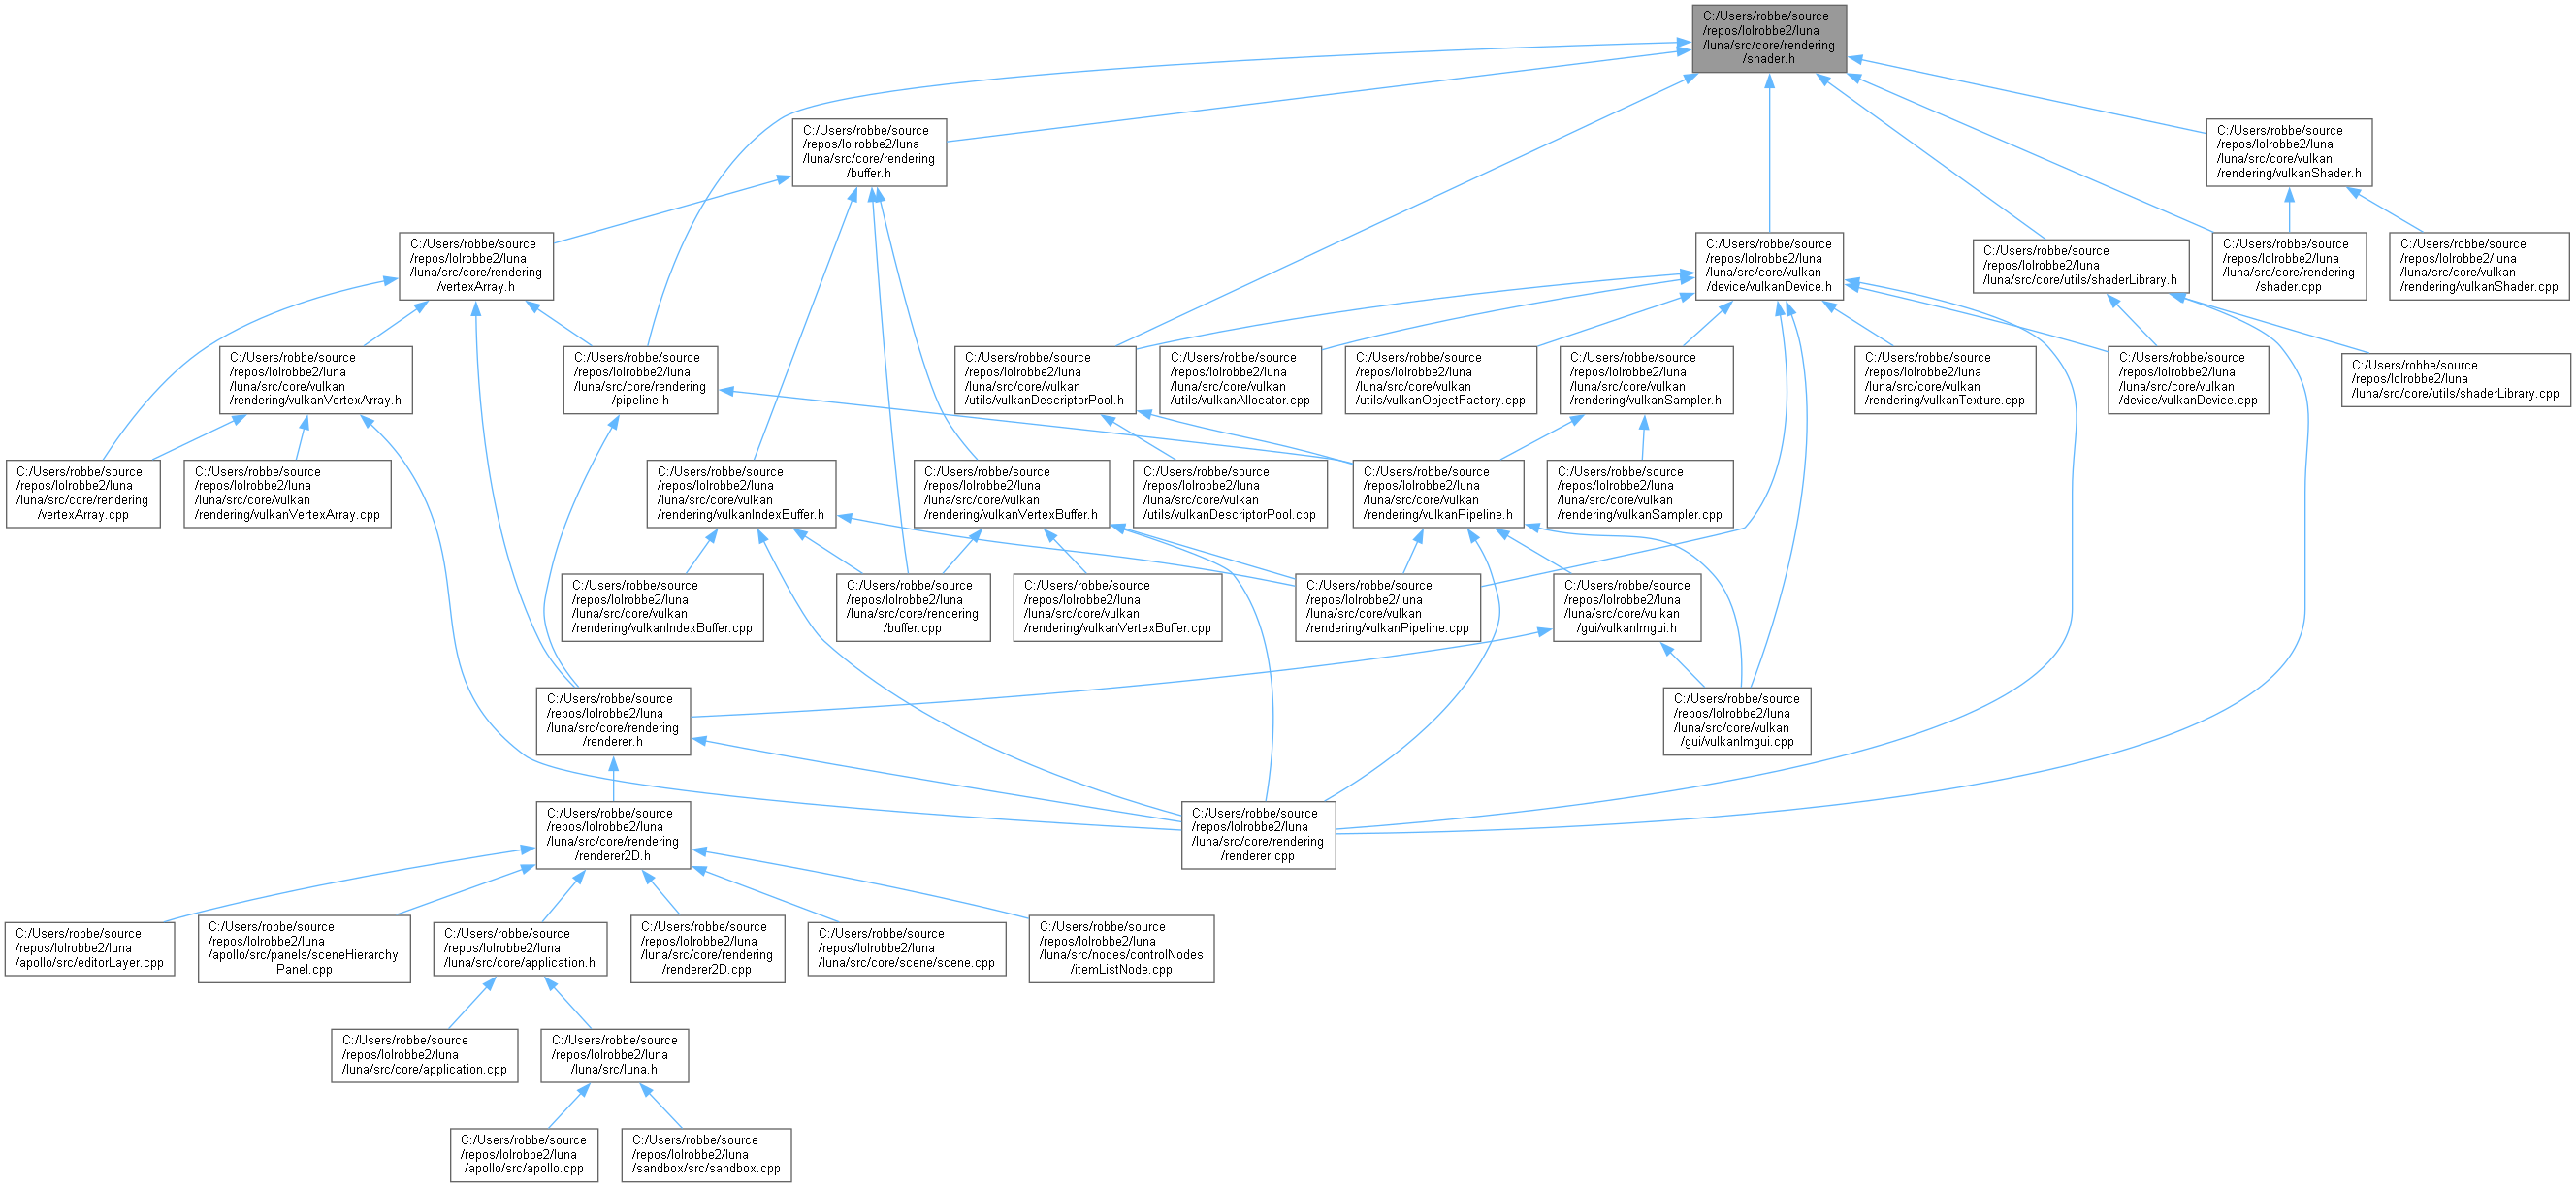 C:/Users/robbe/source
/repos/lolrobbe2/luna
/luna/src/core/rendering
/shader.h
C:/Users/robbe/source
/repos/lolrobbe2/luna
/luna/src/core/rendering
/buffer.h
C:/Users/robbe/source
/repos/lolrobbe2/luna
/luna/src/core/vulkan
/rendering/vulkanShader.h
C:/Users/robbe/source
/repos/lolrobbe2/luna
/luna/src/core/rendering
/vertexArray.h
C:/Users/robbe/source
/repos/lolrobbe2/luna
/luna/src/core/vulkan
/device/vulkanDevice.h
C:/Users/robbe/source
/repos/lolrobbe2/luna
/luna/src/core/utils/shaderLibrary.h
C:/Users/robbe/source
/repos/lolrobbe2/luna
/luna/src/core/rendering
/shader.cpp
C:/Users/robbe/source
/repos/lolrobbe2/luna
/luna/src/core/vulkan
/rendering/vulkanShader.cpp
C:/Users/robbe/source
/repos/lolrobbe2/luna
/luna/src/core/vulkan
/rendering/vulkanVertexArray.h
C:/Users/robbe/source
/repos/lolrobbe2/luna
/luna/src/core/rendering
/pipeline.h
C:/Users/robbe/source
/repos/lolrobbe2/luna
/luna/src/core/vulkan
/utils/vulkanDescriptorPool.h
C:/Users/robbe/source
/repos/lolrobbe2/luna
/luna/src/core/vulkan
/utils/vulkanAllocator.cpp
C:/Users/robbe/source
/repos/lolrobbe2/luna
/luna/src/core/vulkan
/utils/vulkanObjectFactory.cpp
C:/Users/robbe/source
/repos/lolrobbe2/luna
/luna/src/core/vulkan
/rendering/vulkanSampler.h
C:/Users/robbe/source
/repos/lolrobbe2/luna
/luna/src/core/vulkan
/rendering/vulkanTexture.cpp
C:/Users/robbe/source
/repos/lolrobbe2/luna
/luna/src/core/vulkan
/device/vulkanDevice.cpp
C:/Users/robbe/source
/repos/lolrobbe2/luna
/luna/src/core/utils/shaderLibrary.cpp
C:/Users/robbe/source
/repos/lolrobbe2/luna
/luna/src/core/rendering
/vertexArray.cpp
C:/Users/robbe/source
/repos/lolrobbe2/luna
/luna/src/core/vulkan
/rendering/vulkanVertexArray.cpp
C:/Users/robbe/source
/repos/lolrobbe2/luna
/luna/src/core/vulkan
/rendering/vulkanIndexBuffer.h
C:/Users/robbe/source
/repos/lolrobbe2/luna
/luna/src/core/vulkan
/rendering/vulkanVertexBuffer.h
C:/Users/robbe/source
/repos/lolrobbe2/luna
/luna/src/core/vulkan
/utils/vulkanDescriptorPool.cpp
C:/Users/robbe/source
/repos/lolrobbe2/luna
/luna/src/core/vulkan
/rendering/vulkanPipeline.h
C:/Users/robbe/source
/repos/lolrobbe2/luna
/luna/src/core/vulkan
/rendering/vulkanSampler.cpp
C:/Users/robbe/source
/repos/lolrobbe2/luna
/luna/src/core/vulkan
/rendering/vulkanIndexBuffer.cpp
C:/Users/robbe/source
/repos/lolrobbe2/luna
/luna/src/core/rendering
/buffer.cpp
C:/Users/robbe/source
/repos/lolrobbe2/luna
/luna/src/core/vulkan
/rendering/vulkanVertexBuffer.cpp
C:/Users/robbe/source
/repos/lolrobbe2/luna
/luna/src/core/vulkan
/rendering/vulkanPipeline.cpp
C:/Users/robbe/source
/repos/lolrobbe2/luna
/luna/src/core/vulkan
/gui/vulkanImgui.h
C:/Users/robbe/source
/repos/lolrobbe2/luna
/luna/src/core/rendering
/renderer.h
C:/Users/robbe/source
/repos/lolrobbe2/luna
/luna/src/core/vulkan
/gui/vulkanImgui.cpp
C:/Users/robbe/source
/repos/lolrobbe2/luna
/luna/src/core/rendering
/renderer2D.h
C:/Users/robbe/source
/repos/lolrobbe2/luna
/luna/src/core/rendering
/renderer.cpp
C:/Users/robbe/source
/repos/lolrobbe2/luna
/apollo/src/editorLayer.cpp
C:/Users/robbe/source
/repos/lolrobbe2/luna
/apollo/src/panels/sceneHierarchy
Panel.cpp
C:/Users/robbe/source
/repos/lolrobbe2/luna
/luna/src/core/application.h
C:/Users/robbe/source
/repos/lolrobbe2/luna
/luna/src/core/rendering
/renderer2D.cpp
C:/Users/robbe/source
/repos/lolrobbe2/luna
/luna/src/core/scene/scene.cpp
C:/Users/robbe/source
/repos/lolrobbe2/luna
/luna/src/nodes/controlNodes
/itemListNode.cpp
C:/Users/robbe/source
/repos/lolrobbe2/luna
/luna/src/core/application.cpp
C:/Users/robbe/source
/repos/lolrobbe2/luna
/luna/src/luna.h
C:/Users/robbe/source
/repos/lolrobbe2/luna
/apollo/src/apollo.cpp
C:/Users/robbe/source
/repos/lolrobbe2/luna
/sandbox/src/sandbox.cpp